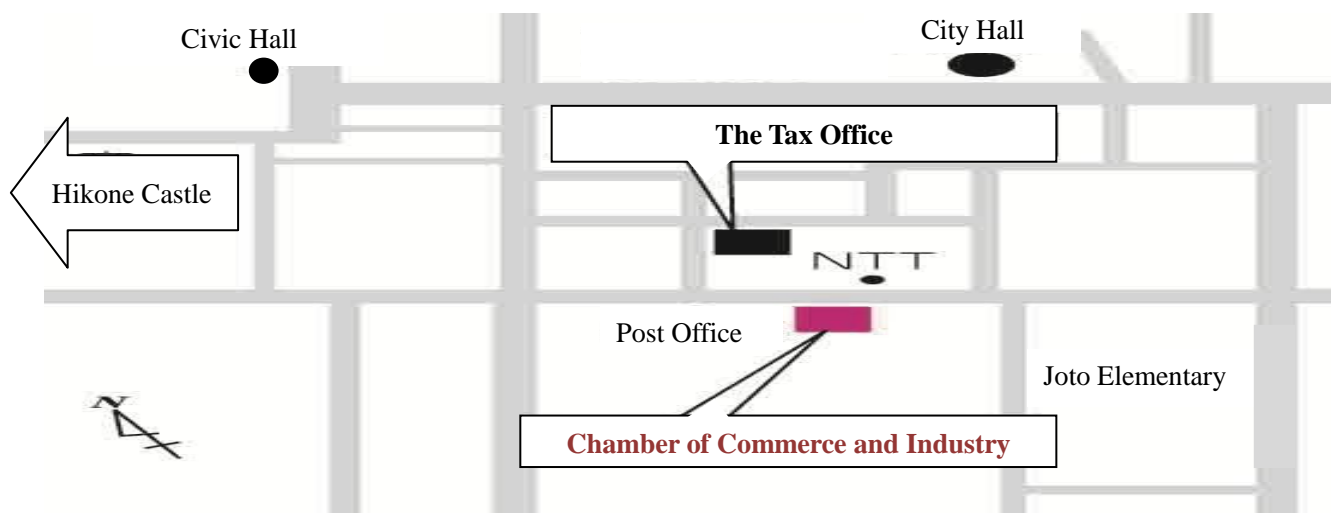 Civic Hall
City Hall
The Tax Office
Hikone Castle
NTT
Post Office
Joto Elementary
N
Chamber of Commerce and Industry